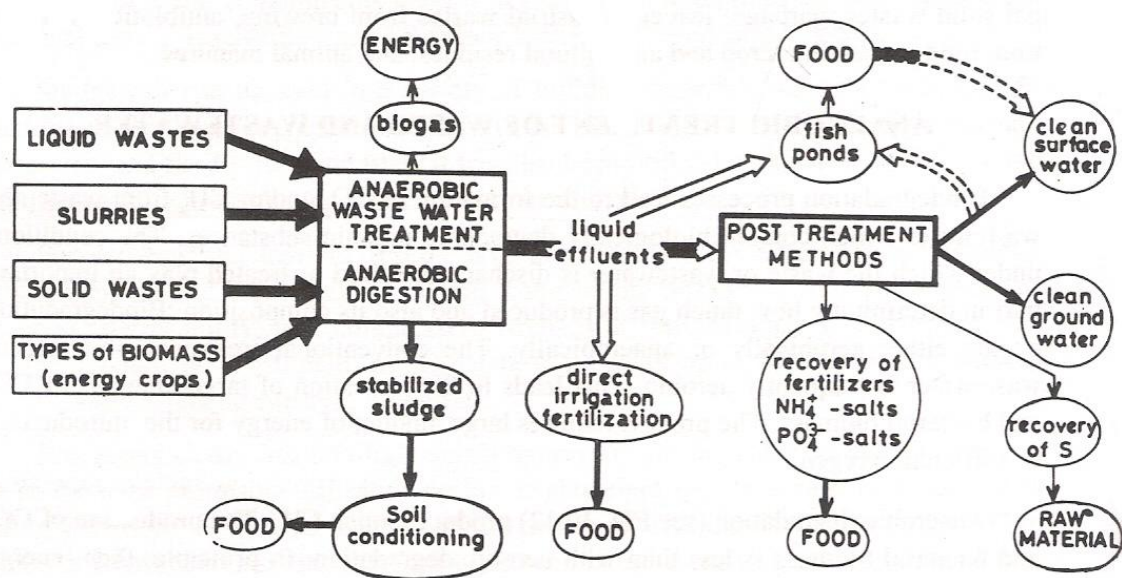 ENERGY
biogas
LIQUID WASTES
SLURRIES
SOLID WASTES
TYPES of BIOMASS
(energy crops)
ANAEROBIC
WASTE WATER
TREATMENT
ANAEROBIC
DIGESTION
liquid
effluents
FOOD
fish
ponds
POST TREATMENT
METHODS
clean
surface
water
clean
ground
water
stabilized
sludge
direct
irrigation
fertilization
recovery of
fertilizers
NH₄⁺-salts
PO₄³⁻-salts
recovery
of S
FOOD
Soil
conditioning
FOOD
FOOD
RAW
MATERIAL